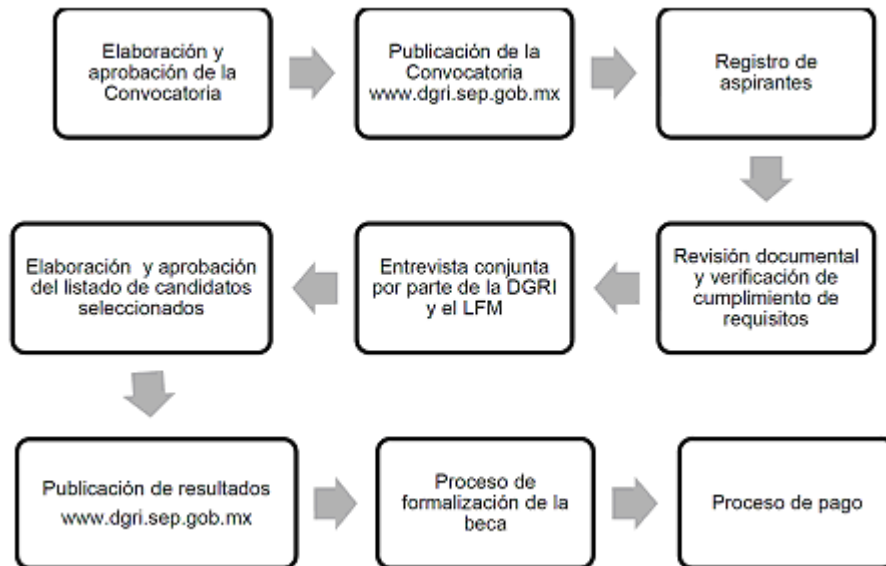 Elaboración y
aprobación de la
Convocatoria
Publicación de la
Convocatoria
www.dgri.sep.gob.mx
Registro de
aspirantes
Revisión documental
y verificación de
cumplimiento de
requisitos
Entrevista conjunta
por parte de la DGRI
y el LFM
Elaboración y aprobación
del listado de candidatos
seleccionados
Publicación de resultados
www.dgri.sep.gob.mx
Proceso de
formalización de la
beca
Proceso de pago